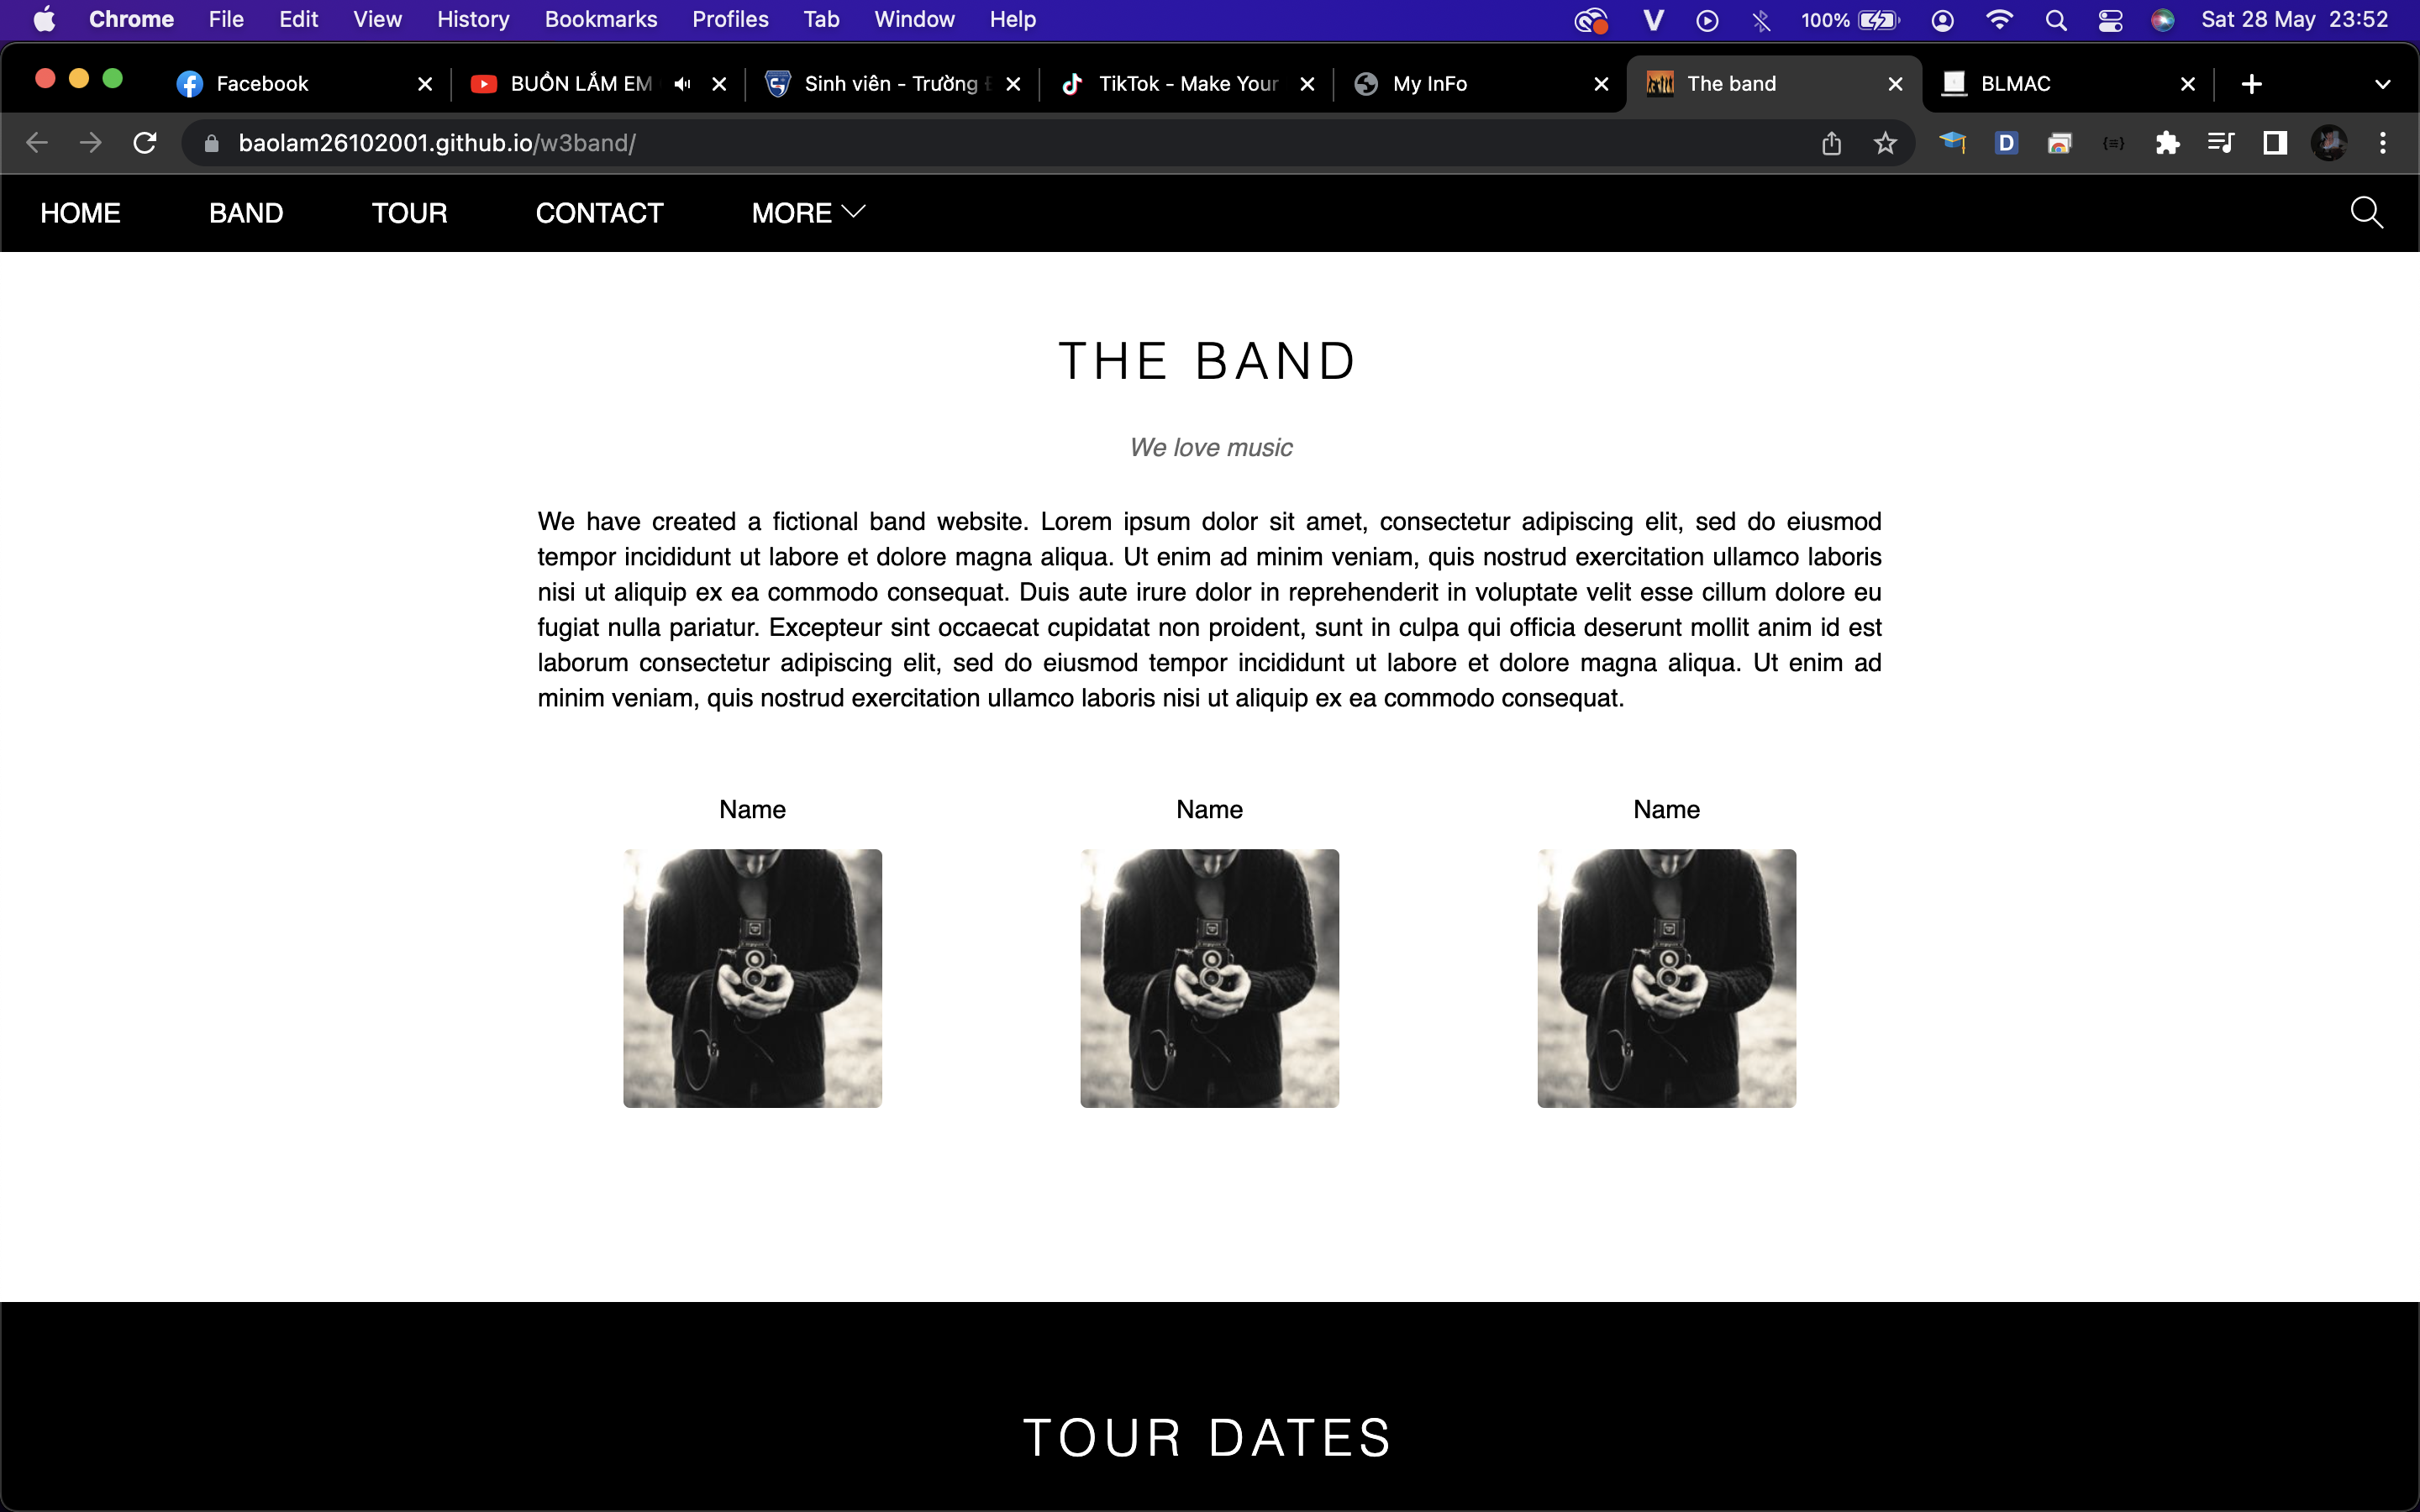 Chrome File Edit View History Bookmarks Profiles Tab Window Help V 100% Sat 28 May 23:52
Facebook BUỒN LẮM EM Sinh viên - Trường TikTok - Make Your My InFo The band BLMAC
baolam26102001.github.io/w3band/ D
HOME BAND TOUR CONTACT MORE
THE BAND
We love music
We have created a fictional band website. Lorem ipsum dolor sit amet, consectetur adipiscing elit, sed do eiusmod
tempor incididunt ut labore et dolore magna aliqua. Ut enim ad minim veniam, quis nostrud exercitation ullamco laboris
nisi ut aliquip ex ea commodo consequat. Duis aute irure dolor in reprehenderit in voluptate velit esse cillum dolore eu
fugiat nulla pariatur. Excepteur sint occaecat cupidatat non proident, sunt in culpa qui officia deserunt mollit anim id est
laborum consectetur adipiscing elit, sed do eiusmod tempor incididunt ut labore et dolore magna aliqua. Ut enim ad
minim veniam, quis nostrud exercitation ullamco laboris nisi ut aliquip ex ea commodo consequat.
Name Name Name
TOUR DATES